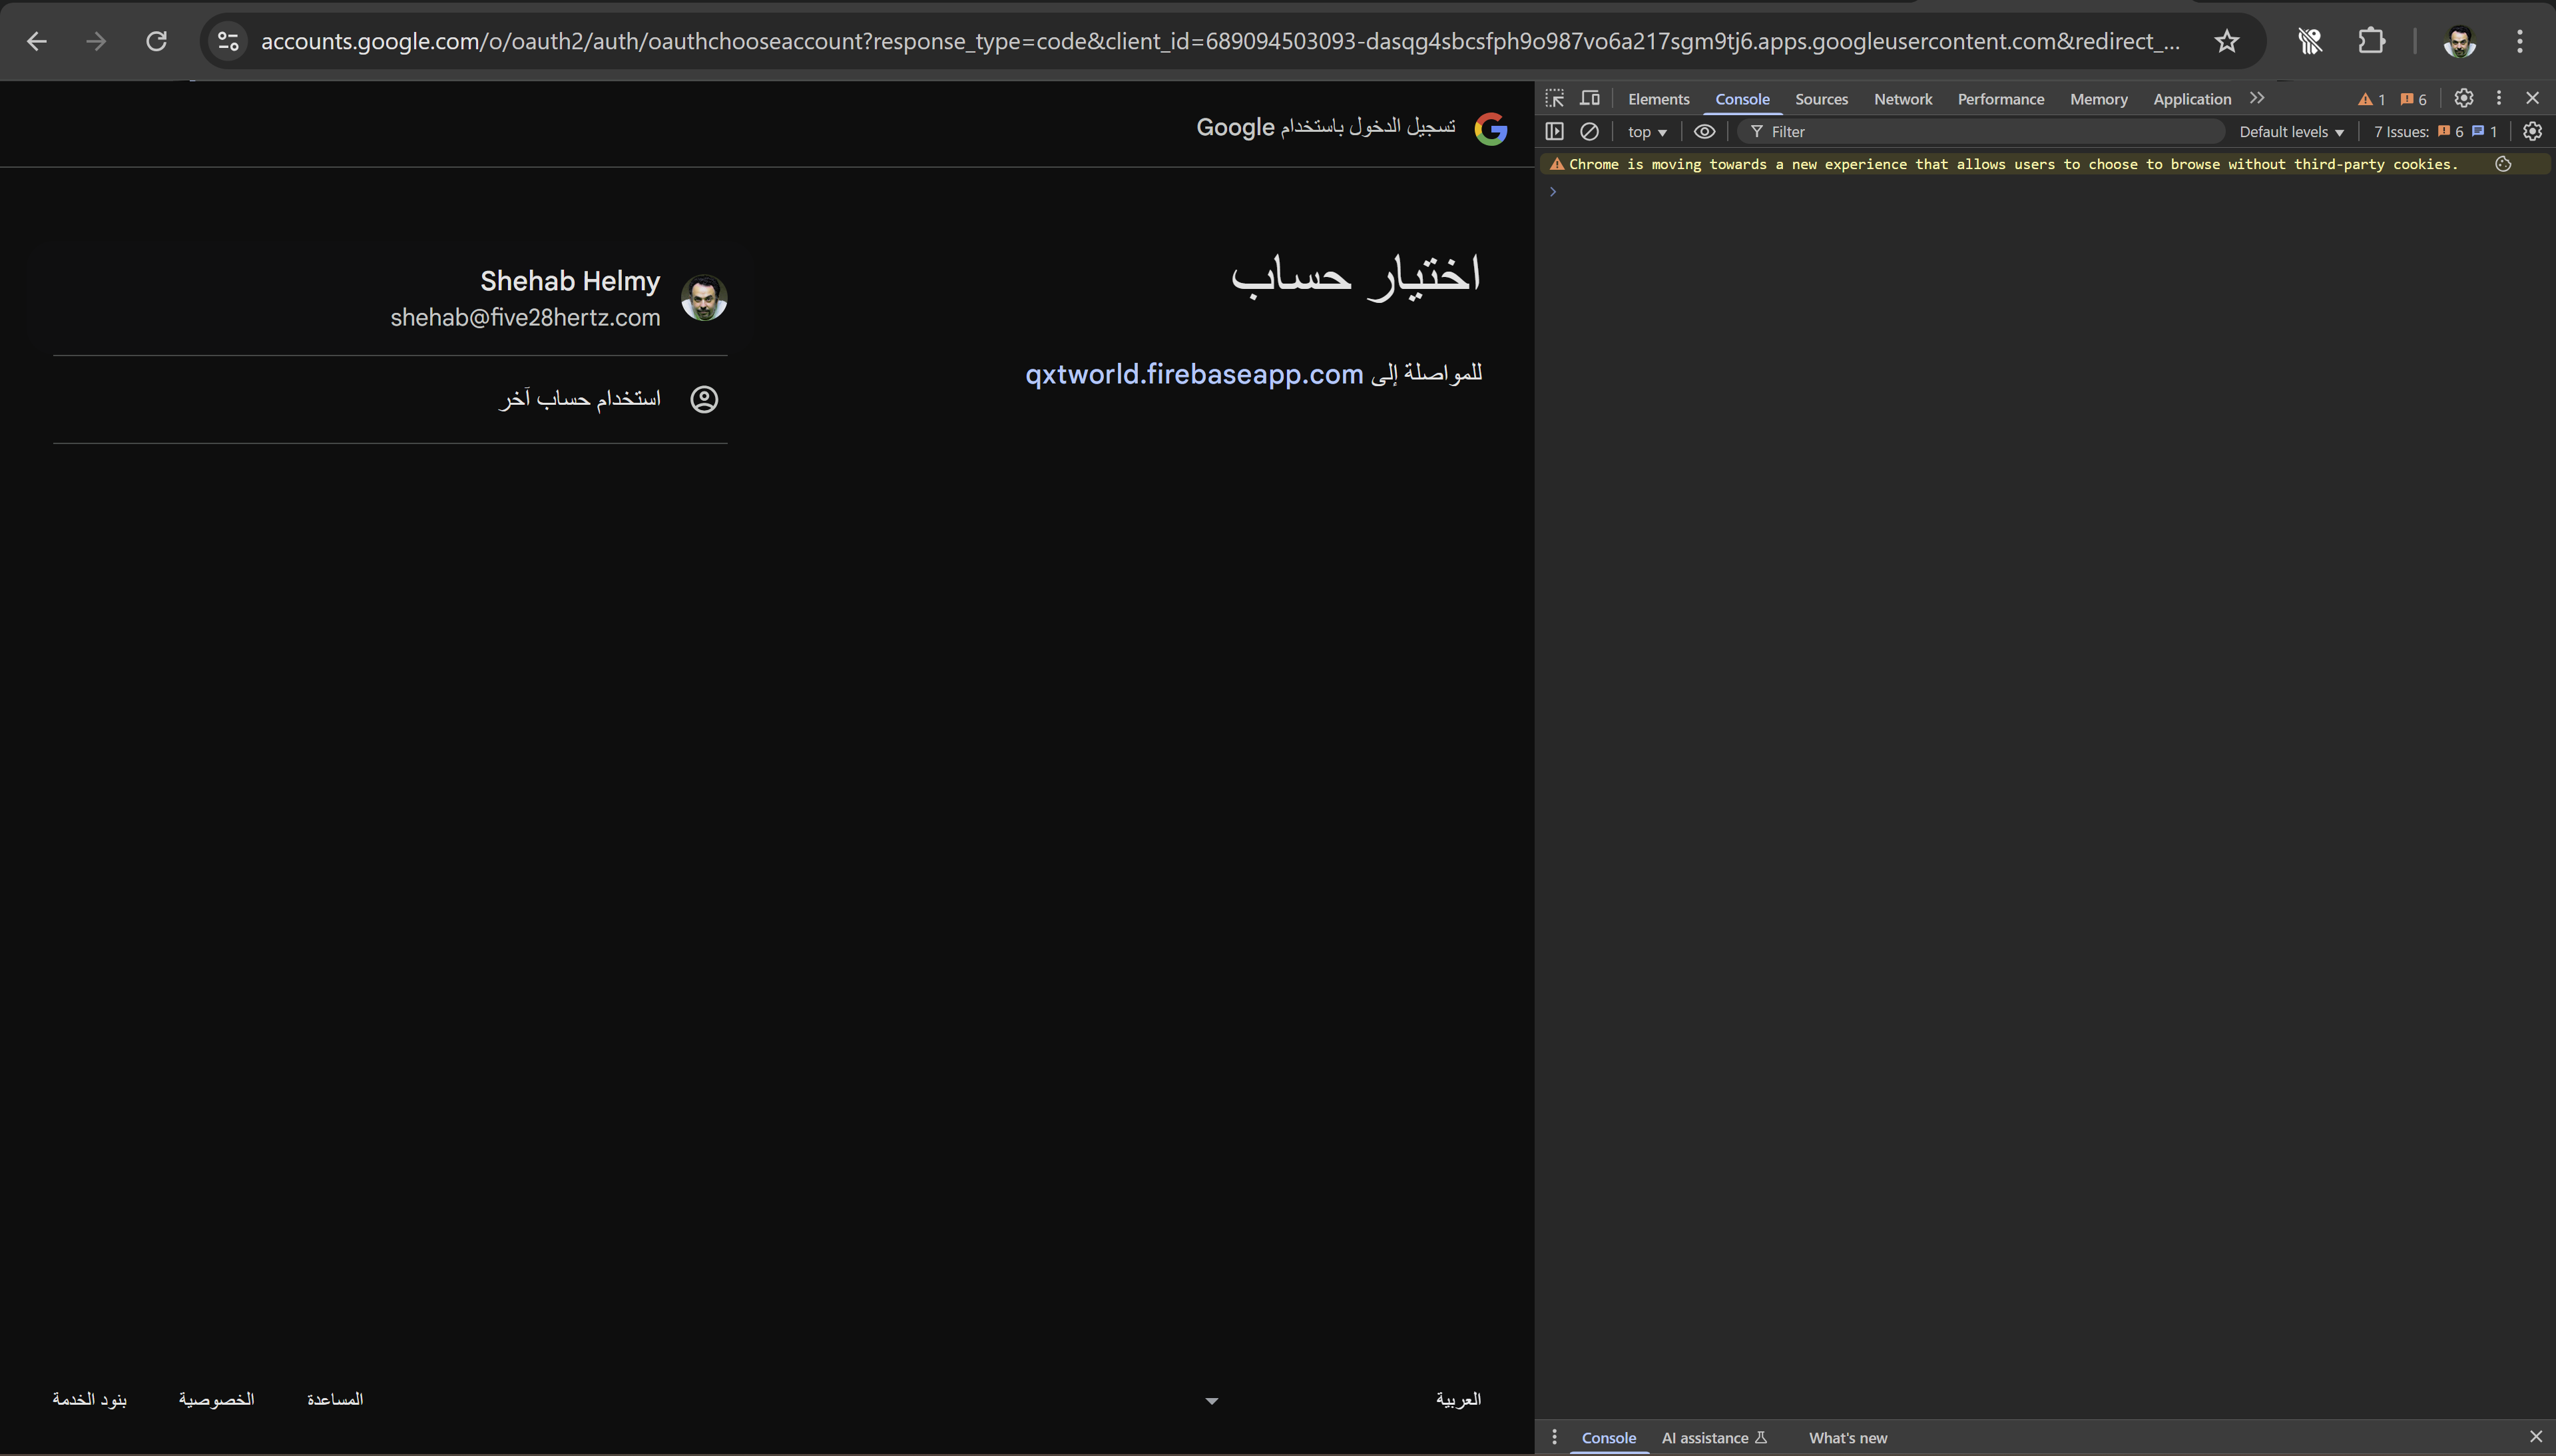 accounts.google.com/o/oauth2/auth/oauthchooseaccount?response_type=code&client_id=689094503093-dasqg4sbcsfph9o987vo6a217sgm9tj6.apps.googleusercontent.com&redirect_...
تسجيل الدخول باستخدام Google
اختيار حساب
للمواصلة إلى qxtworld.firebaseapp.com
Shehab Helmy
shehab@five28hertz.com
استخدام حساب آخر
العربية
المساعدة
الخصوصية
بنود الخدمة
Elements Console Sources Network Performance Memory Application 1 6
top Filter Default levels 7 Issues: 6 1
Chrome is moving towards a new experience that allows users to choose to browse without third-party cookies.
Console AI assistance What's new